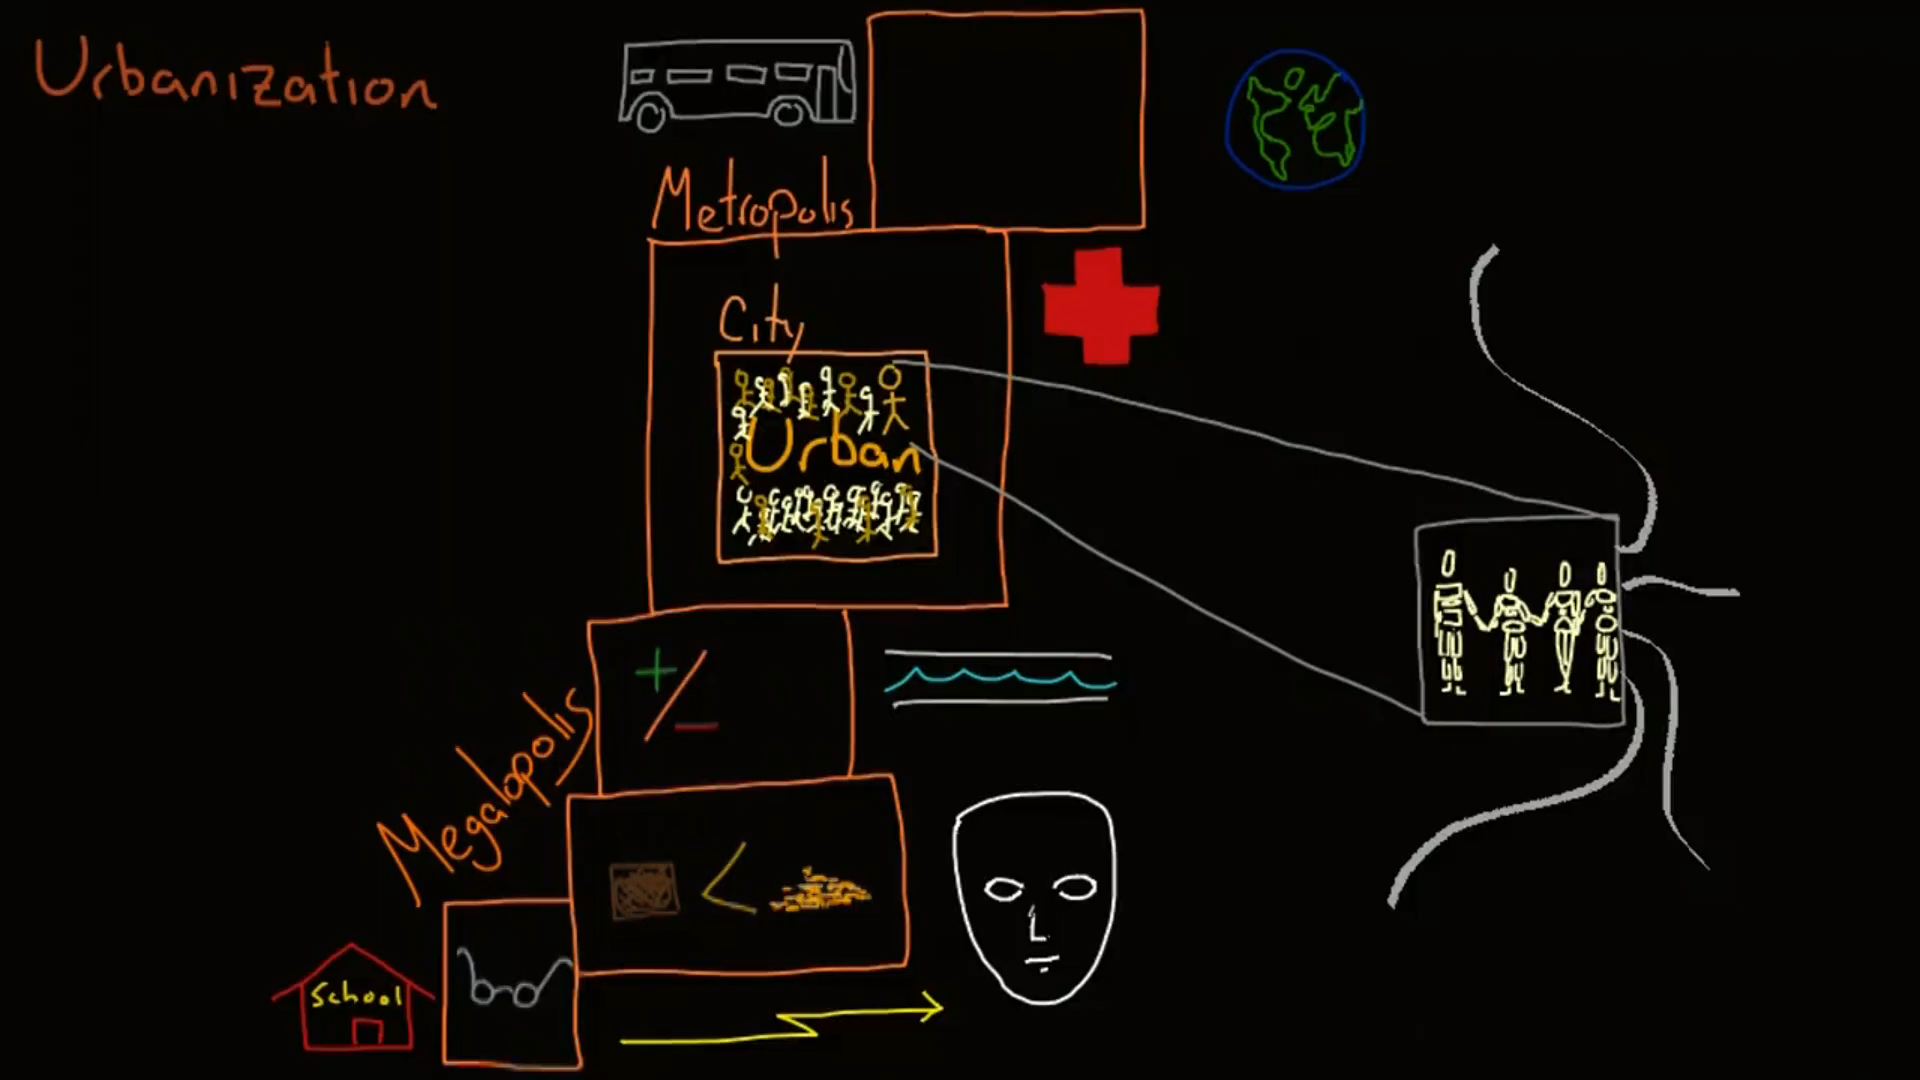 Urbanization
Metropolis
City
Urban
Megalopolis
School